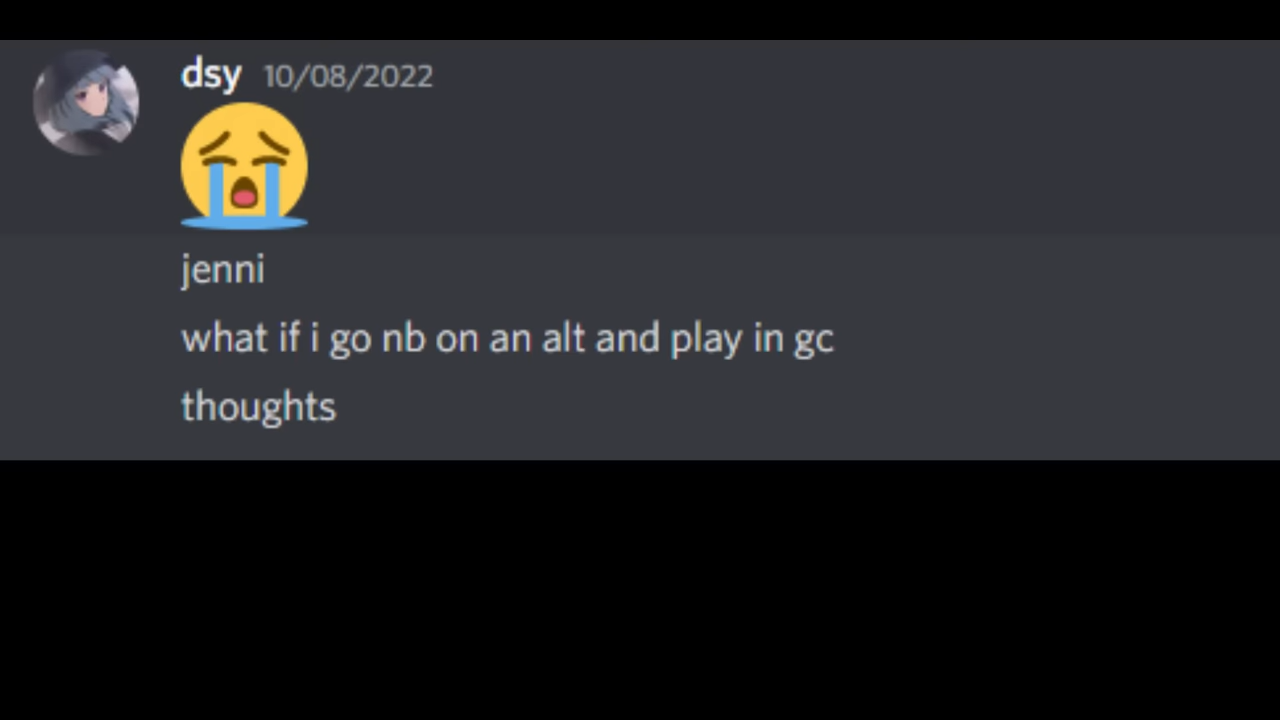 dsy 10/08/2022
😭
jenni
what if i go nb on an alt and play in gc
thoughts